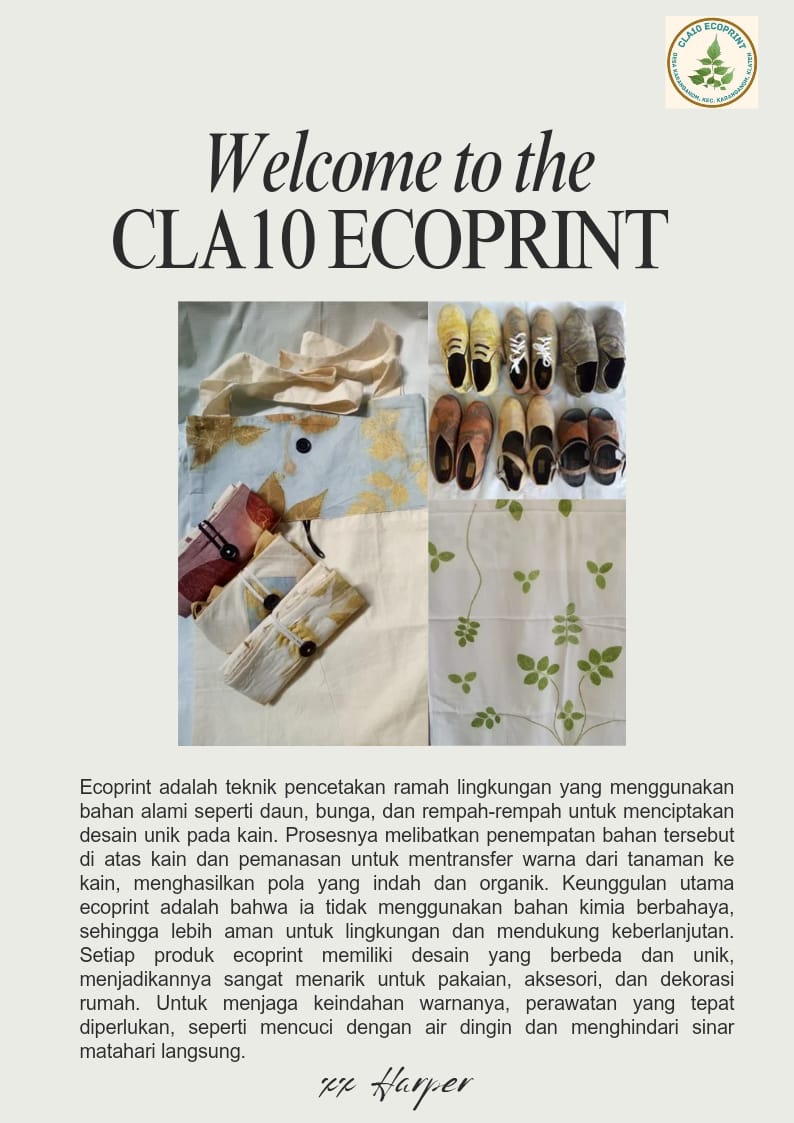 CLA10 ECOPRINT
DESA KARANGANOM, KEC. KARANGANOM, KLATEN
Welcome to the
CLA10 ECOPRINT
Ecoprint adalah teknik pencetakan ramah lingkungan yang menggunakan
bahan alami seperti daun, bunga, dan rempah-rempah untuk menciptakan
desain unik pada kain. Prosesnya melibatkan penempatan bahan tersebut
di atas kain dan pemanasan untuk mentransfer warna dari tanaman ke
kain, menghasilkan pola yang indah dan organik. Keunggulan utama
ecoprint adalah bahwa ia tidak menggunakan bahan kimia berbahaya,
sehingga lebih aman untuk lingkungan dan mendukung keberlanjutan.
Setiap produk ecoprint memiliki desain yang berbeda dan unik,
menjadikannya sangat menarik untuk pakaian, aksesori, dan dekorasi
rumah. Untuk menjaga keindahan warnanya, perawatan yang tepat
diperlukan, seperti mencuci dengan air dingin dan menghindari sinar
matahari langsung.
xx Harper